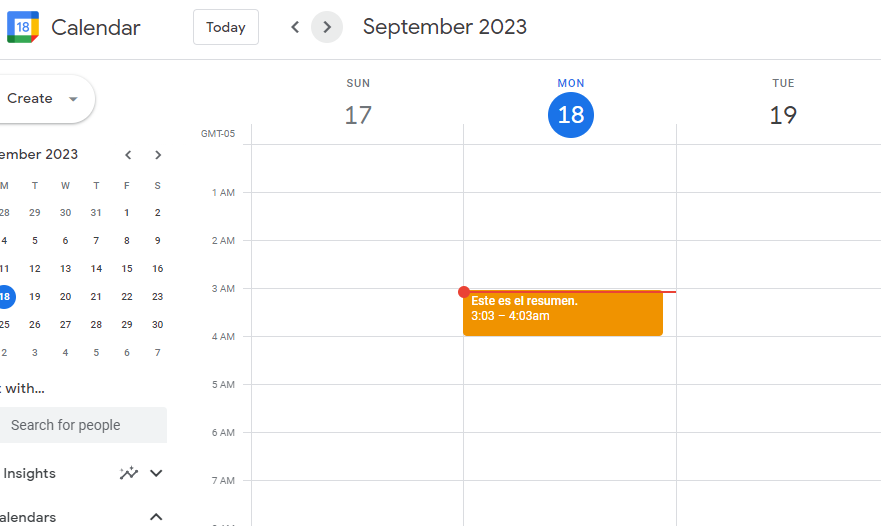 18 Calendar Today September 2023
Create
SUN MON TUE
17 18 19
GMT-05
ember 2023
M T W T F S
28 29 30 31 1 2
4 5 6 7 8 9
11 12 13 14 15 16
18 19 20 21 22 23
25 26 27 28 29 30
2 3 4 5 6 7
t with...
Search for people
Insights
alendars
1 AM
2 AM
3 AM
Este es el resumen.
3:03 – 4:03am
4 AM
5 AM
6 AM
7 AM